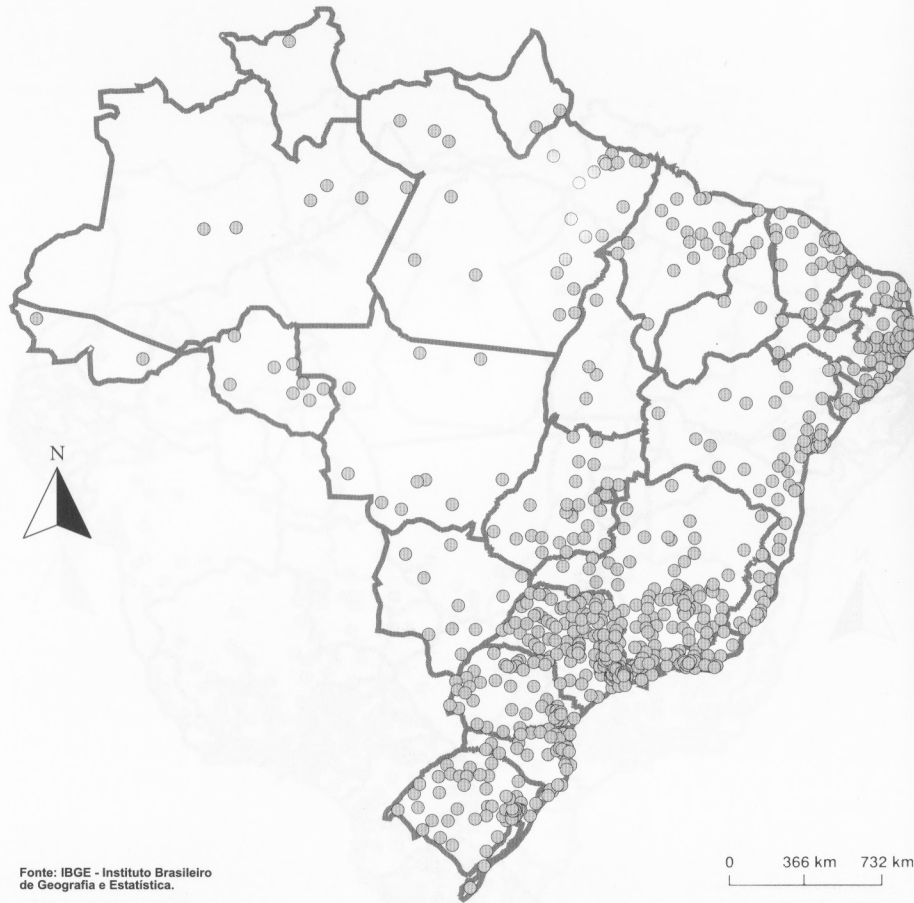 N
0 366 km 732 km
Fonte: IBGE - Instituto Brasileiro
de Geografia e Estatística.